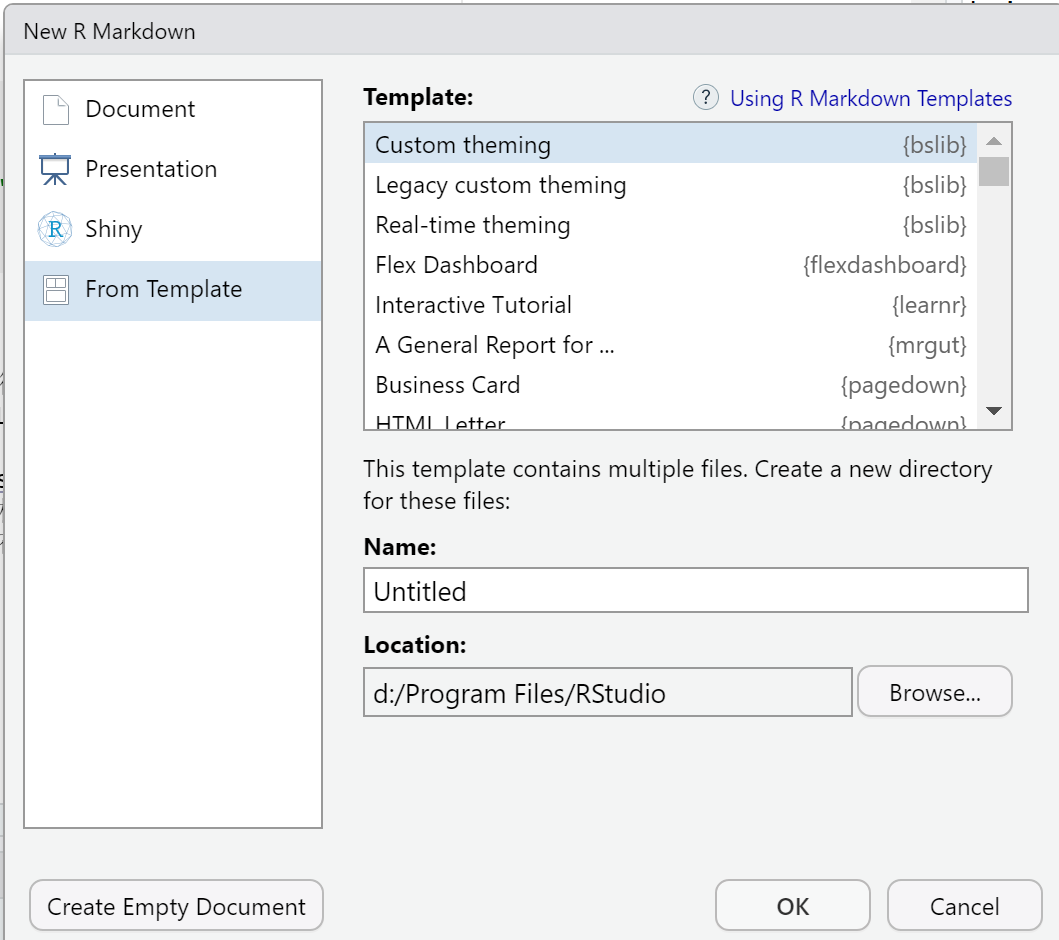 New R Markdown
Document
Presentation
Shiny
From Template
Template:
? Using R Markdown Templates
Custom theming {bslib}
Legacy custom theming {bslib}
Real-time theming {bslib}
Flex Dashboard {flexdashboard}
Interactive Tutorial {learnr}
A General Report for ... {mrgut}
Business Card {pagedown}
HTML Letter {pagedown}
This template contains multiple files. Create a new directory
for these files:
Name:
Untitled
Location:
d:/Program Files/RStudio
Browse...
Create Empty Document
OK
Cancel